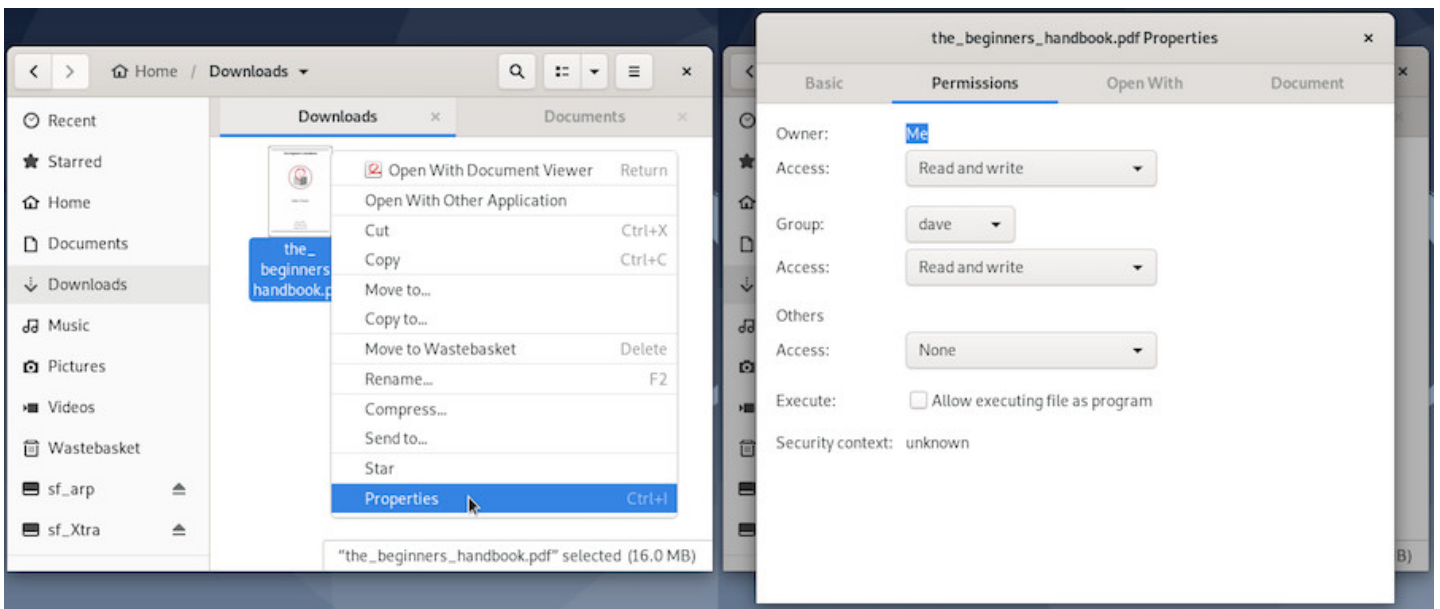 Home / Downloads
Recent
Starred
Home
Documents
Downloads
Music
Pictures
Videos
Wastebasket
sf_arp
sf_Xtra
Downloads Documents
the_
beginners
handbook.p
Open With Document Viewer Return
Open With Other Application
Cut Ctrl+X
Copy Ctrl+C
Move to...
Copy to...
Move to Wastebasket Delete
Rename... F2
Compress...
Send to...
Star
Properties Ctrl+I
"the_beginners_handbook.pdf" selected (16.0 MB)
the_beginners_handbook.pdf Properties
Basic Permissions Open With Document
Owner: Me
Access: Read and write
Group: dave
Access: Read and write
Others
Access: None
Execute: Allow executing file as program
Security context: unknown
B)